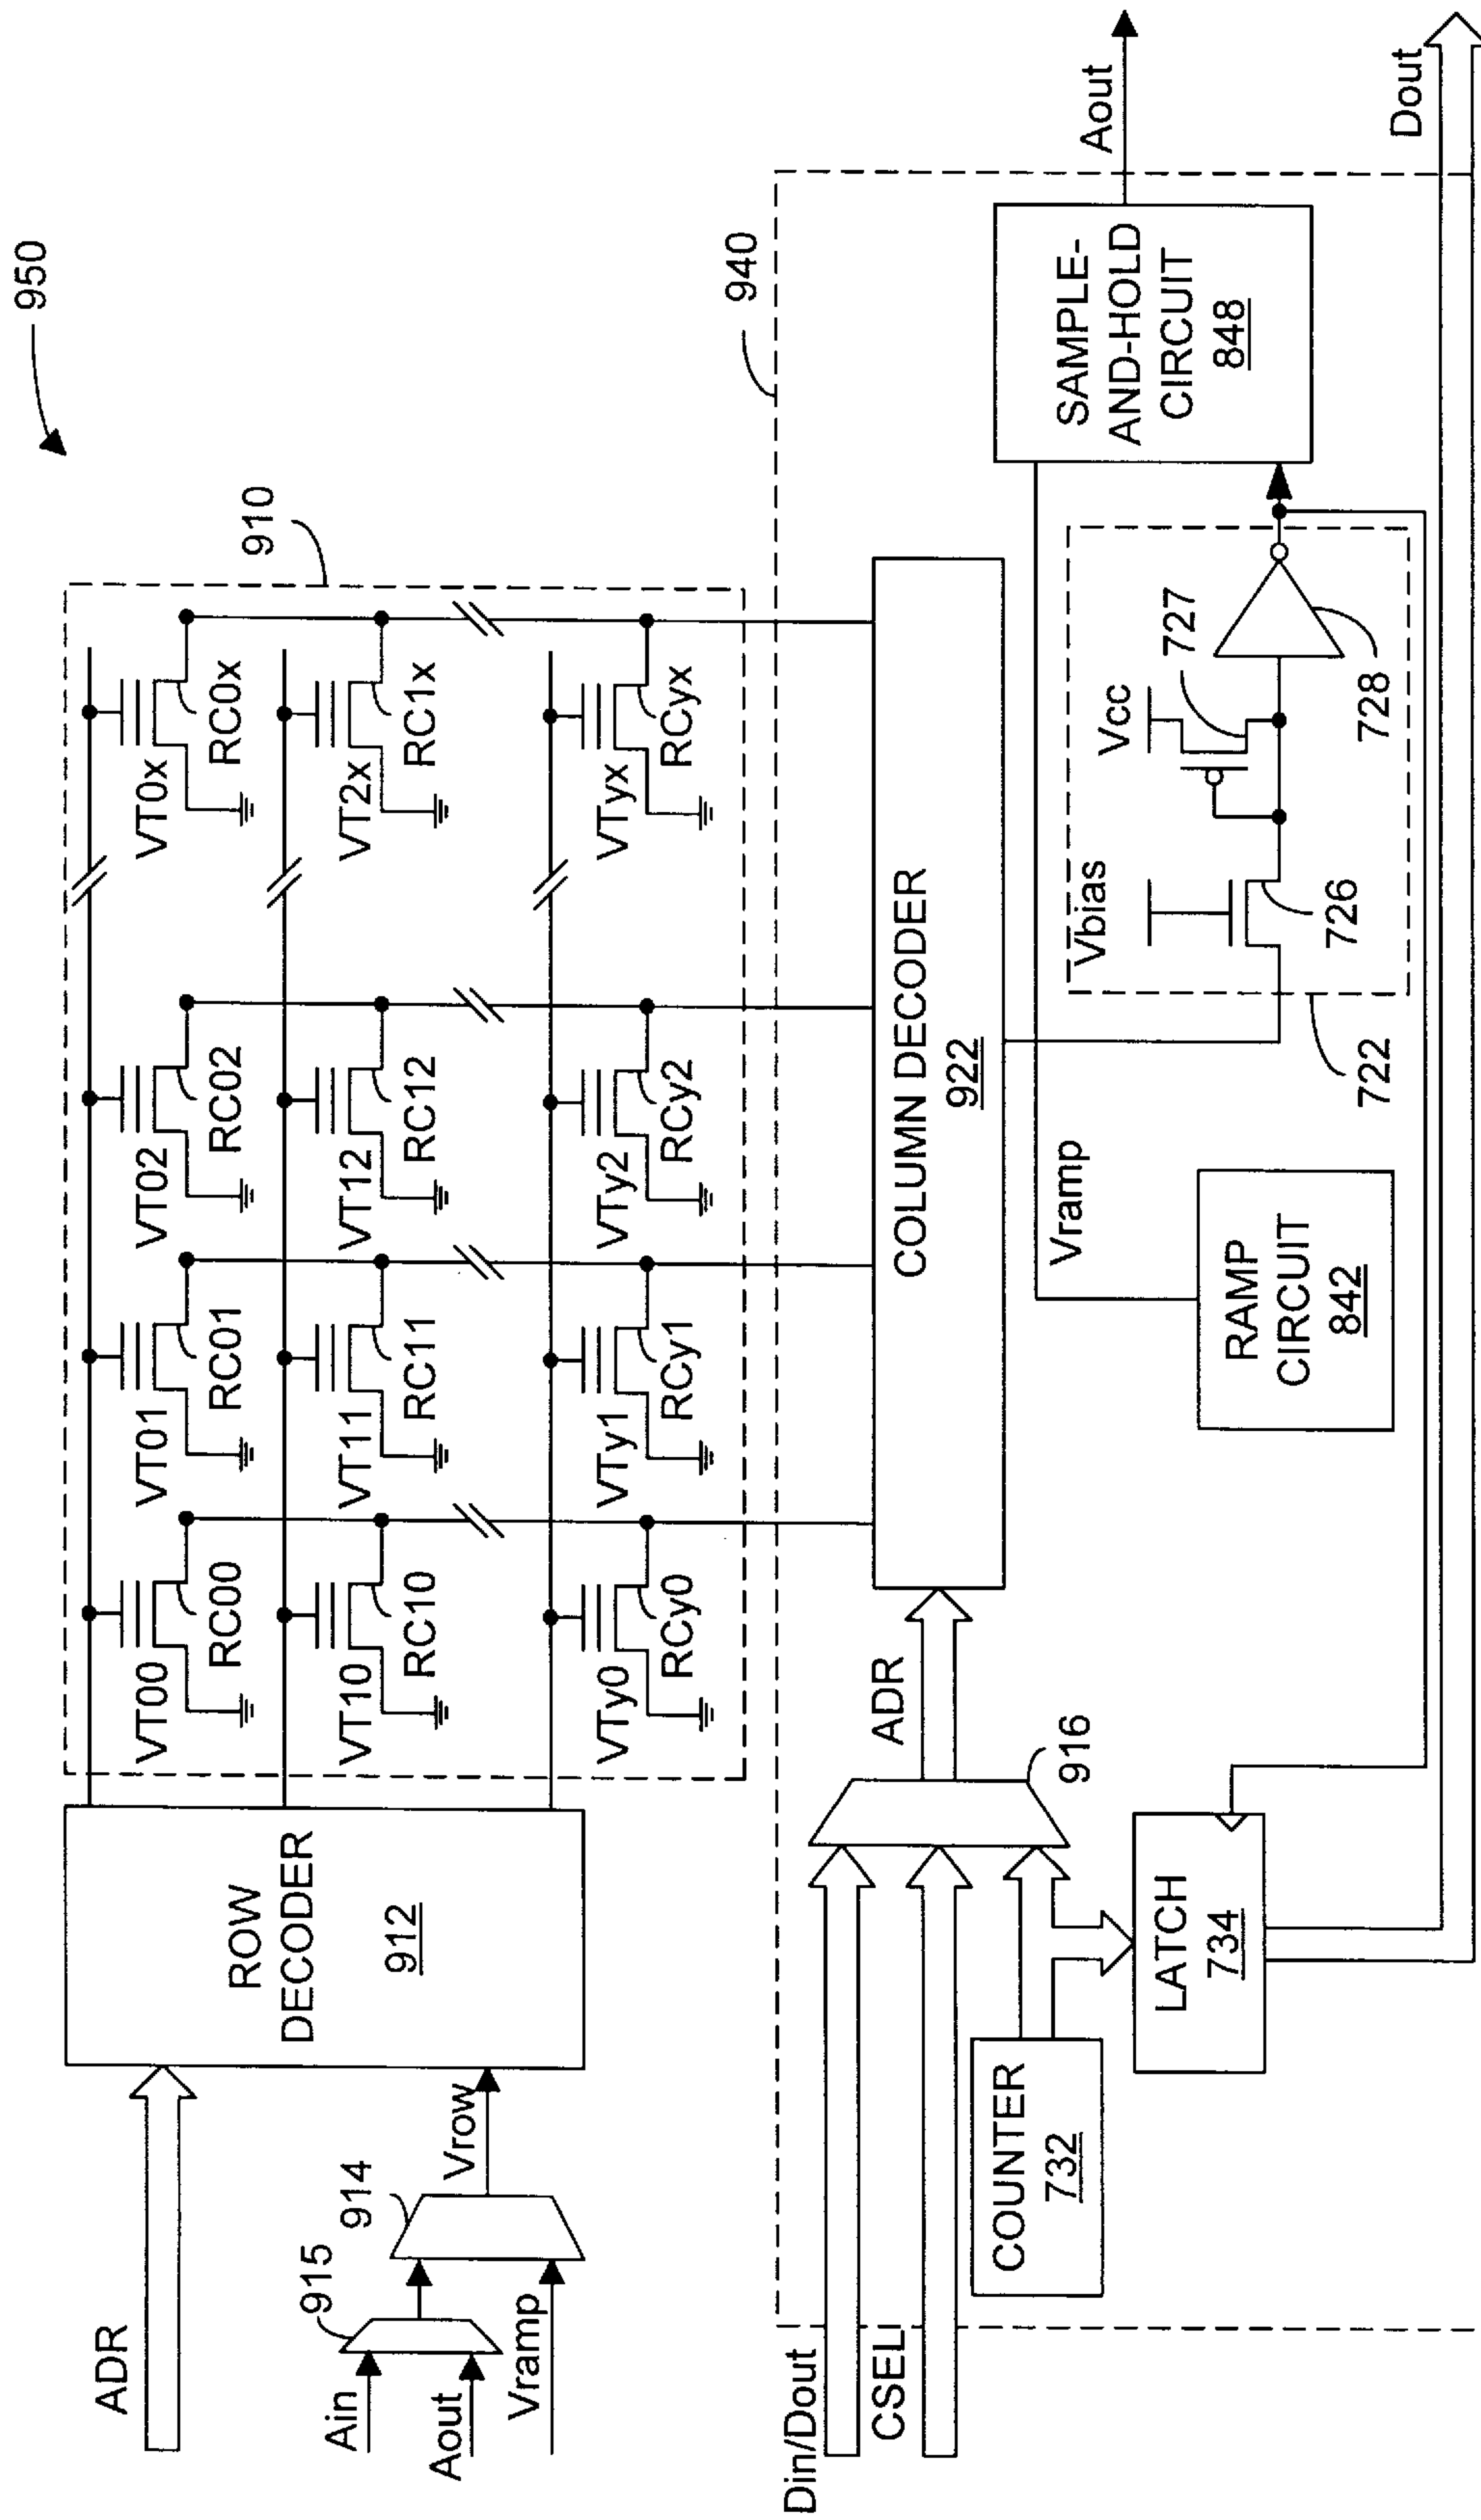 950
910
VT00
VT01
VT02
VT0x
RC00
RC01
RC02
RC0x
VT10
VT11
VT12
VT2x
RC10
RC11
RC12
RC1x
VTy0
VTy1
VTy2
VTyx
RCy0
RCy1
RCy2
RCyx
ADR
ROW
DECODER
912
Ain
Aout
Vramp
915
914
Vrow
940
Din/Dout
CSEL
ADR
916
COLUMN DECODER
922
COUNTER
732
LATCH
734
Vramp
RAMP
CIRCUIT
842
722
Vbias
726
Vcc
727
728
SAMPLE-
AND-HOLD
CIRCUIT
848
Aout
Dout